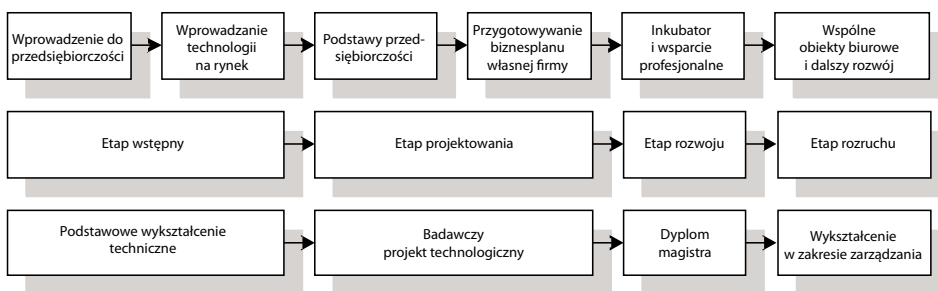 Wprowadzenie do
przedsiębiorczości
Wprowadzanie
technologii
na rynek
Podstawy przed-
siębiorczości
Przygotowywanie
biznesplanu
własnej firmy
Inkubator
i wsparcie
profesjonalne
Wspólne
obiekty biurowe
i dalszy rozwój
Etap wstępny
Etap projektowania
Etap rozwoju
Etap rozruchu
Podstawowe wykształcenie
techniczne
Badawczy
projekt technologiczny
Dyplom
magistra
Wykształcenie
w zakresie zarządzania